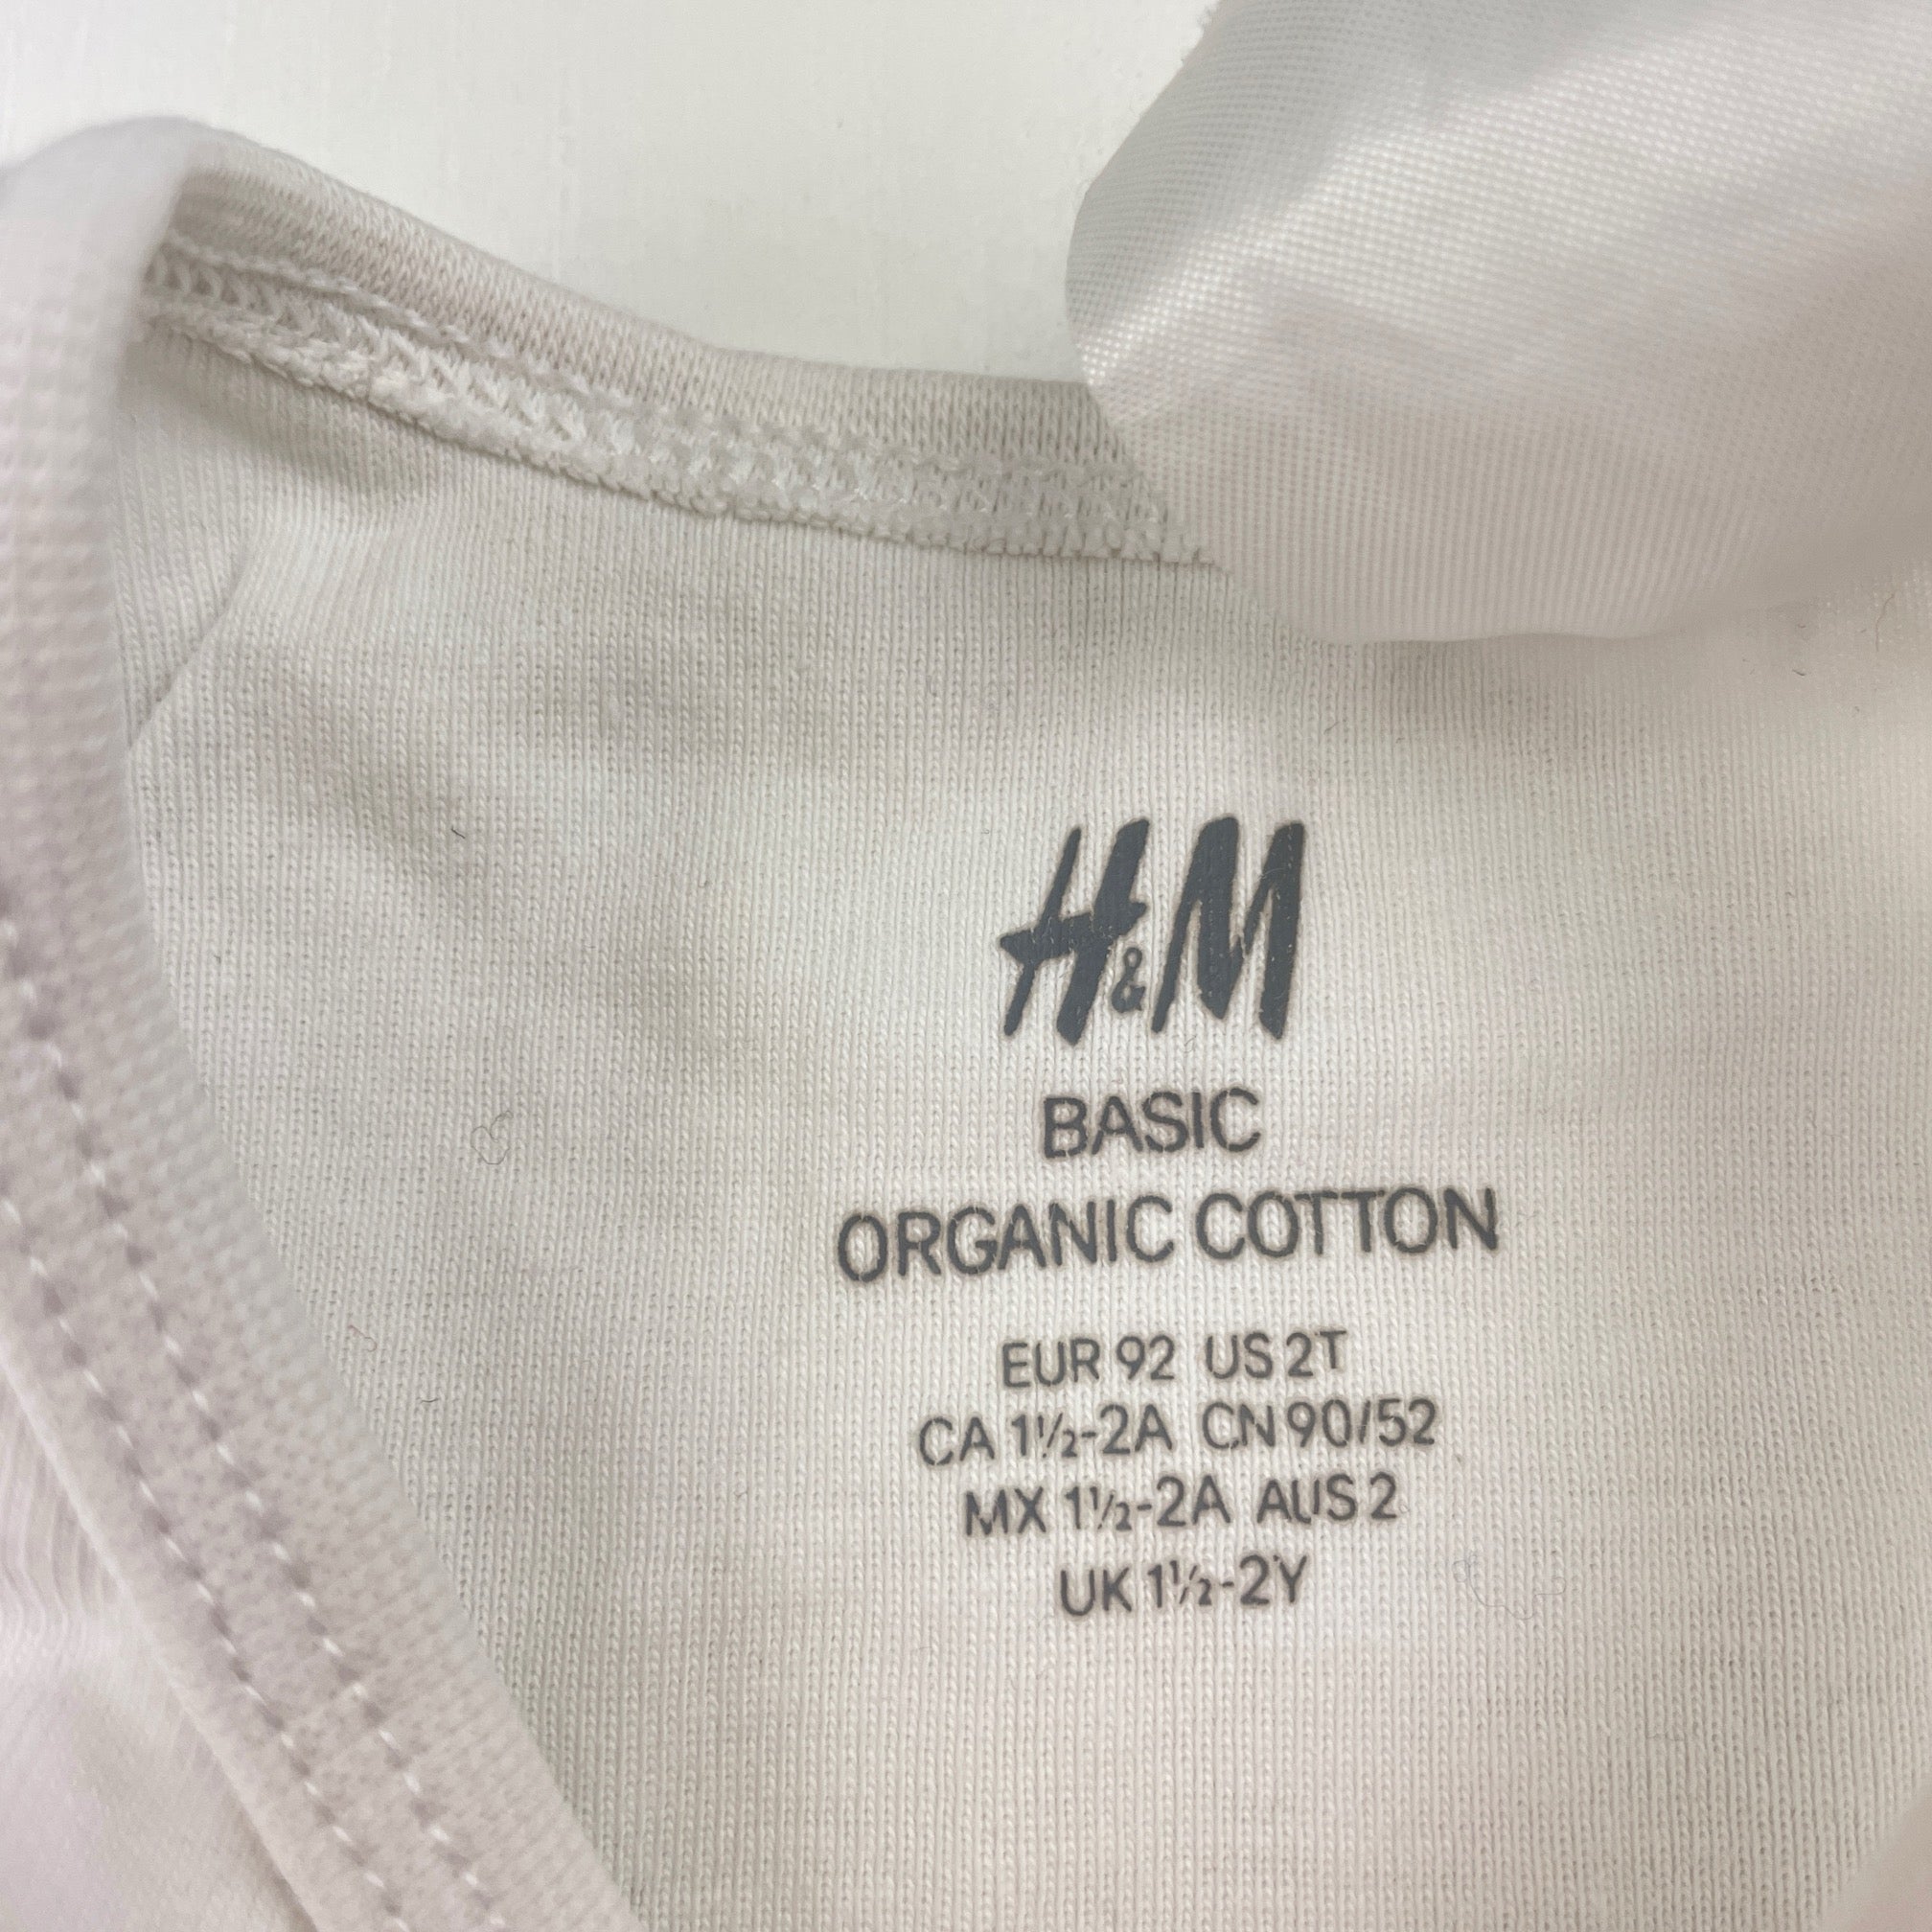 H&M
BASIC
ORGANIC COTTON
EUR 92 US 2T
CA 1½-2A CN 90/52
MX 1½-2A AUS 2
UK 1½-2Y